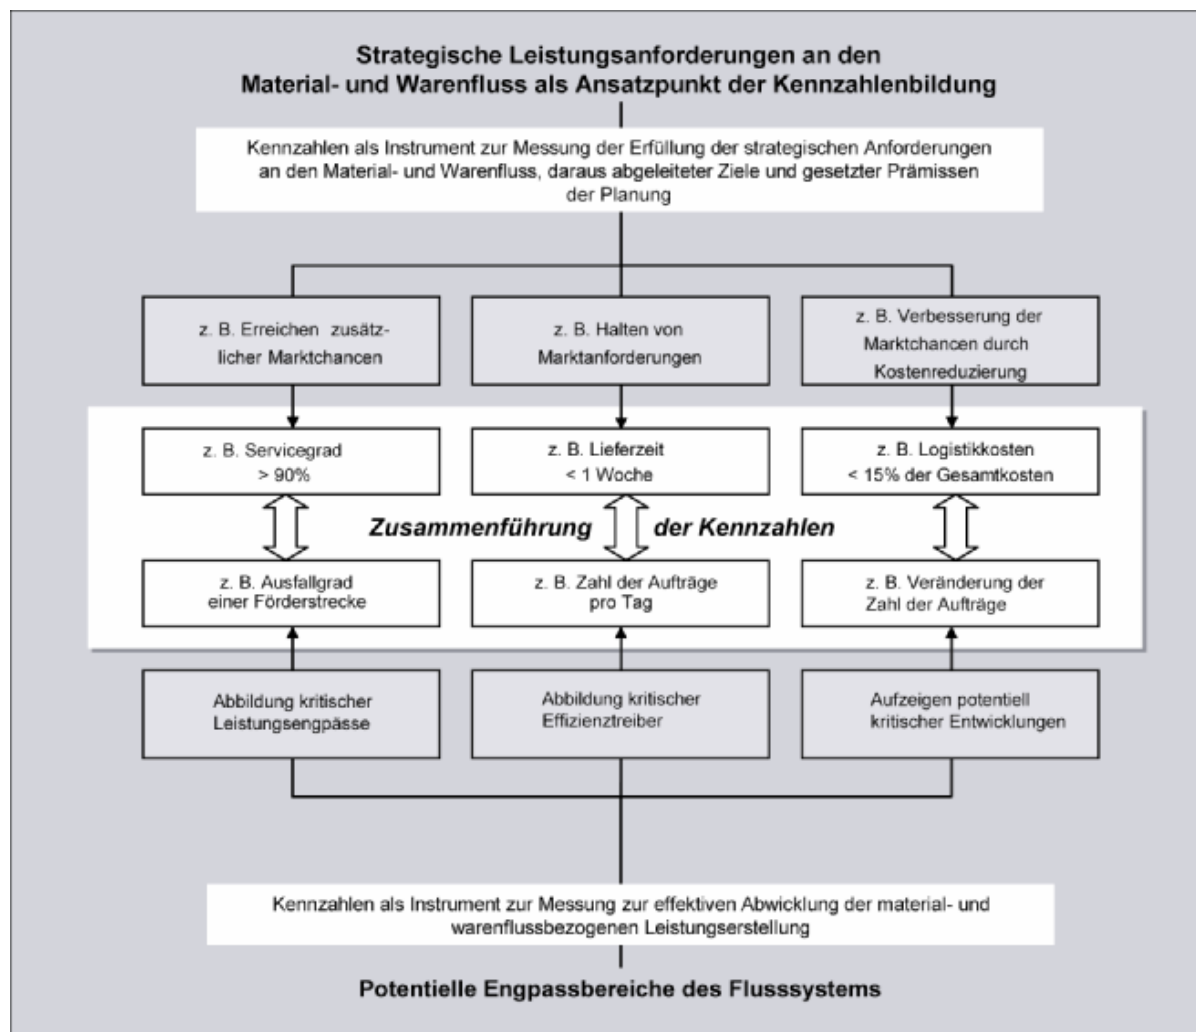 Strategische Leistungsanforderungen an den
Material- und Warenfluss als Ansatzpunkt der Kennzahlenbildung
Kennzahlen als Instrument zur Messung der Erfüllung der strategischen Anforderungen
an den Material- und Warenfluss, daraus abgeleiteter Ziele und gesetzter Prämissen
der Planung
z. B. Erreichen zusätz-
licher Marktchancen
z. B. Halten von
Marktanforderungen
z. B. Verbesserung der
Marktchancen durch
Kostenreduzierung
z. B. Servicegrad
> 90%
z. B. Lieferzeit
< 1 Woche
z. B. Logistikkosten
< 15% der Gesamtkosten
Zusammenführung der Kennzahlen
z. B. Ausfallgrad
einer Förderstrecke
z. B. Zahl der Aufträge
pro Tag
z. B. Veränderung der
Zahl der Aufträge
Abbildung kritischer
Leistungsengpässe
Abbildung kritischer
Effizienztreiber
Aufzeigen potentiell
kritischer Entwicklungen
Kennzahlen als Instrument zur Messung zur effektiven Abwicklung der material- und
warenflussbezogenen Leistungserstellung
Potentielle Engpassbereiche des Flusssystems